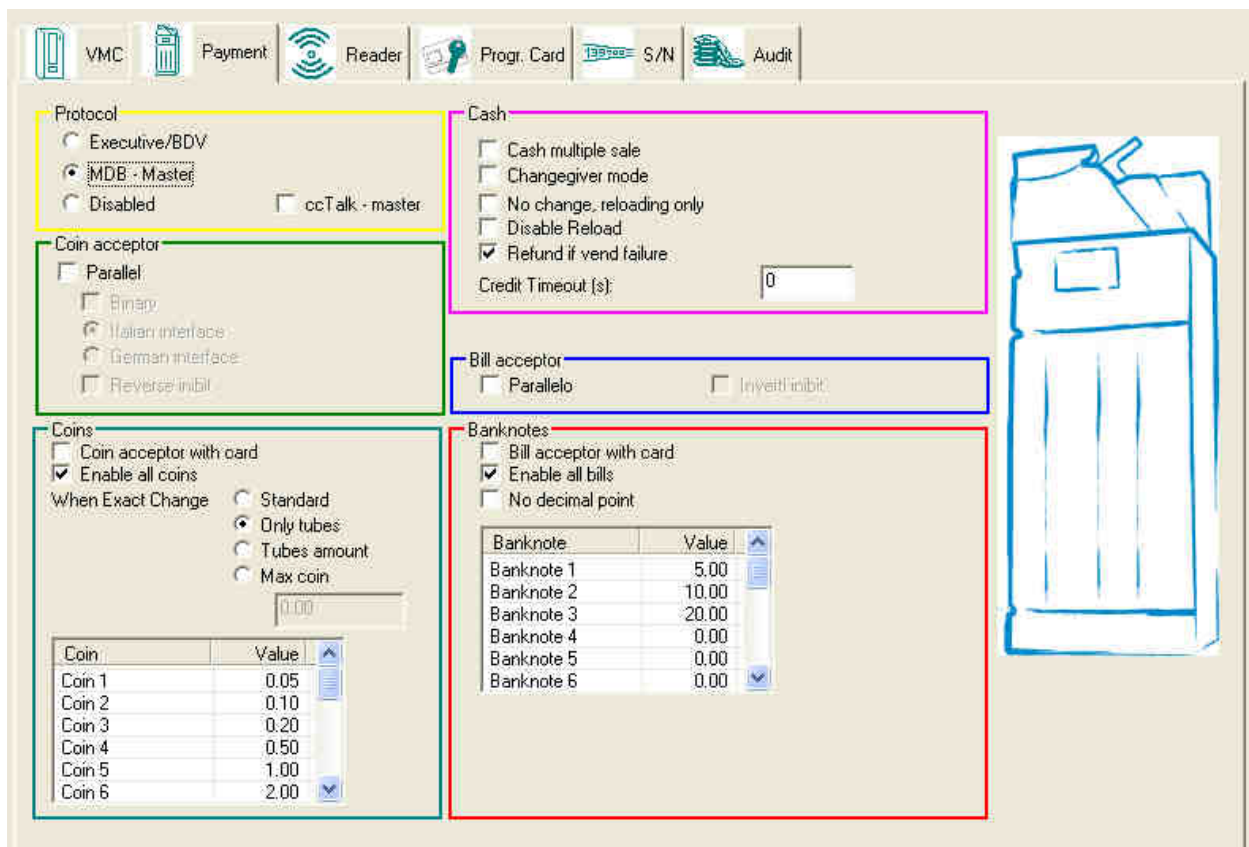 VMC Payment Reader Progr. Card S/N Audit
Protocol
Executive/BDV
MDB - Master
Disabled ccTalk - master
Coin acceptor
Parallel
Binary
Italian interface
German interface
Reverse inibit
Coins
Coin acceptor with card
Enable all coins
When Exact Change Standard
Only tubes
Tubes amount
Max coin
0.00
Coin Value
Coin 1 0.05
Coin 2 0.10
Coin 3 0.20
Coin 4 0.50
Coin 5 1.00
Coin 6 2.00
Cash
Cash multiple sale
Changegiver mode
No change, reloading only
Disable Reload
Refund if vend failure
Credit Timeout (s): 0
Bill acceptor
Parallelo Inverti inibit
Banknotes
Bill acceptor with card
Enable all bills
No decimal point
Banknote Value
Banknote 1 5.00
Banknote 2 10.00
Banknote 3 20.00
Banknote 4 0.00
Banknote 5 0.00
Banknote 6 0.00